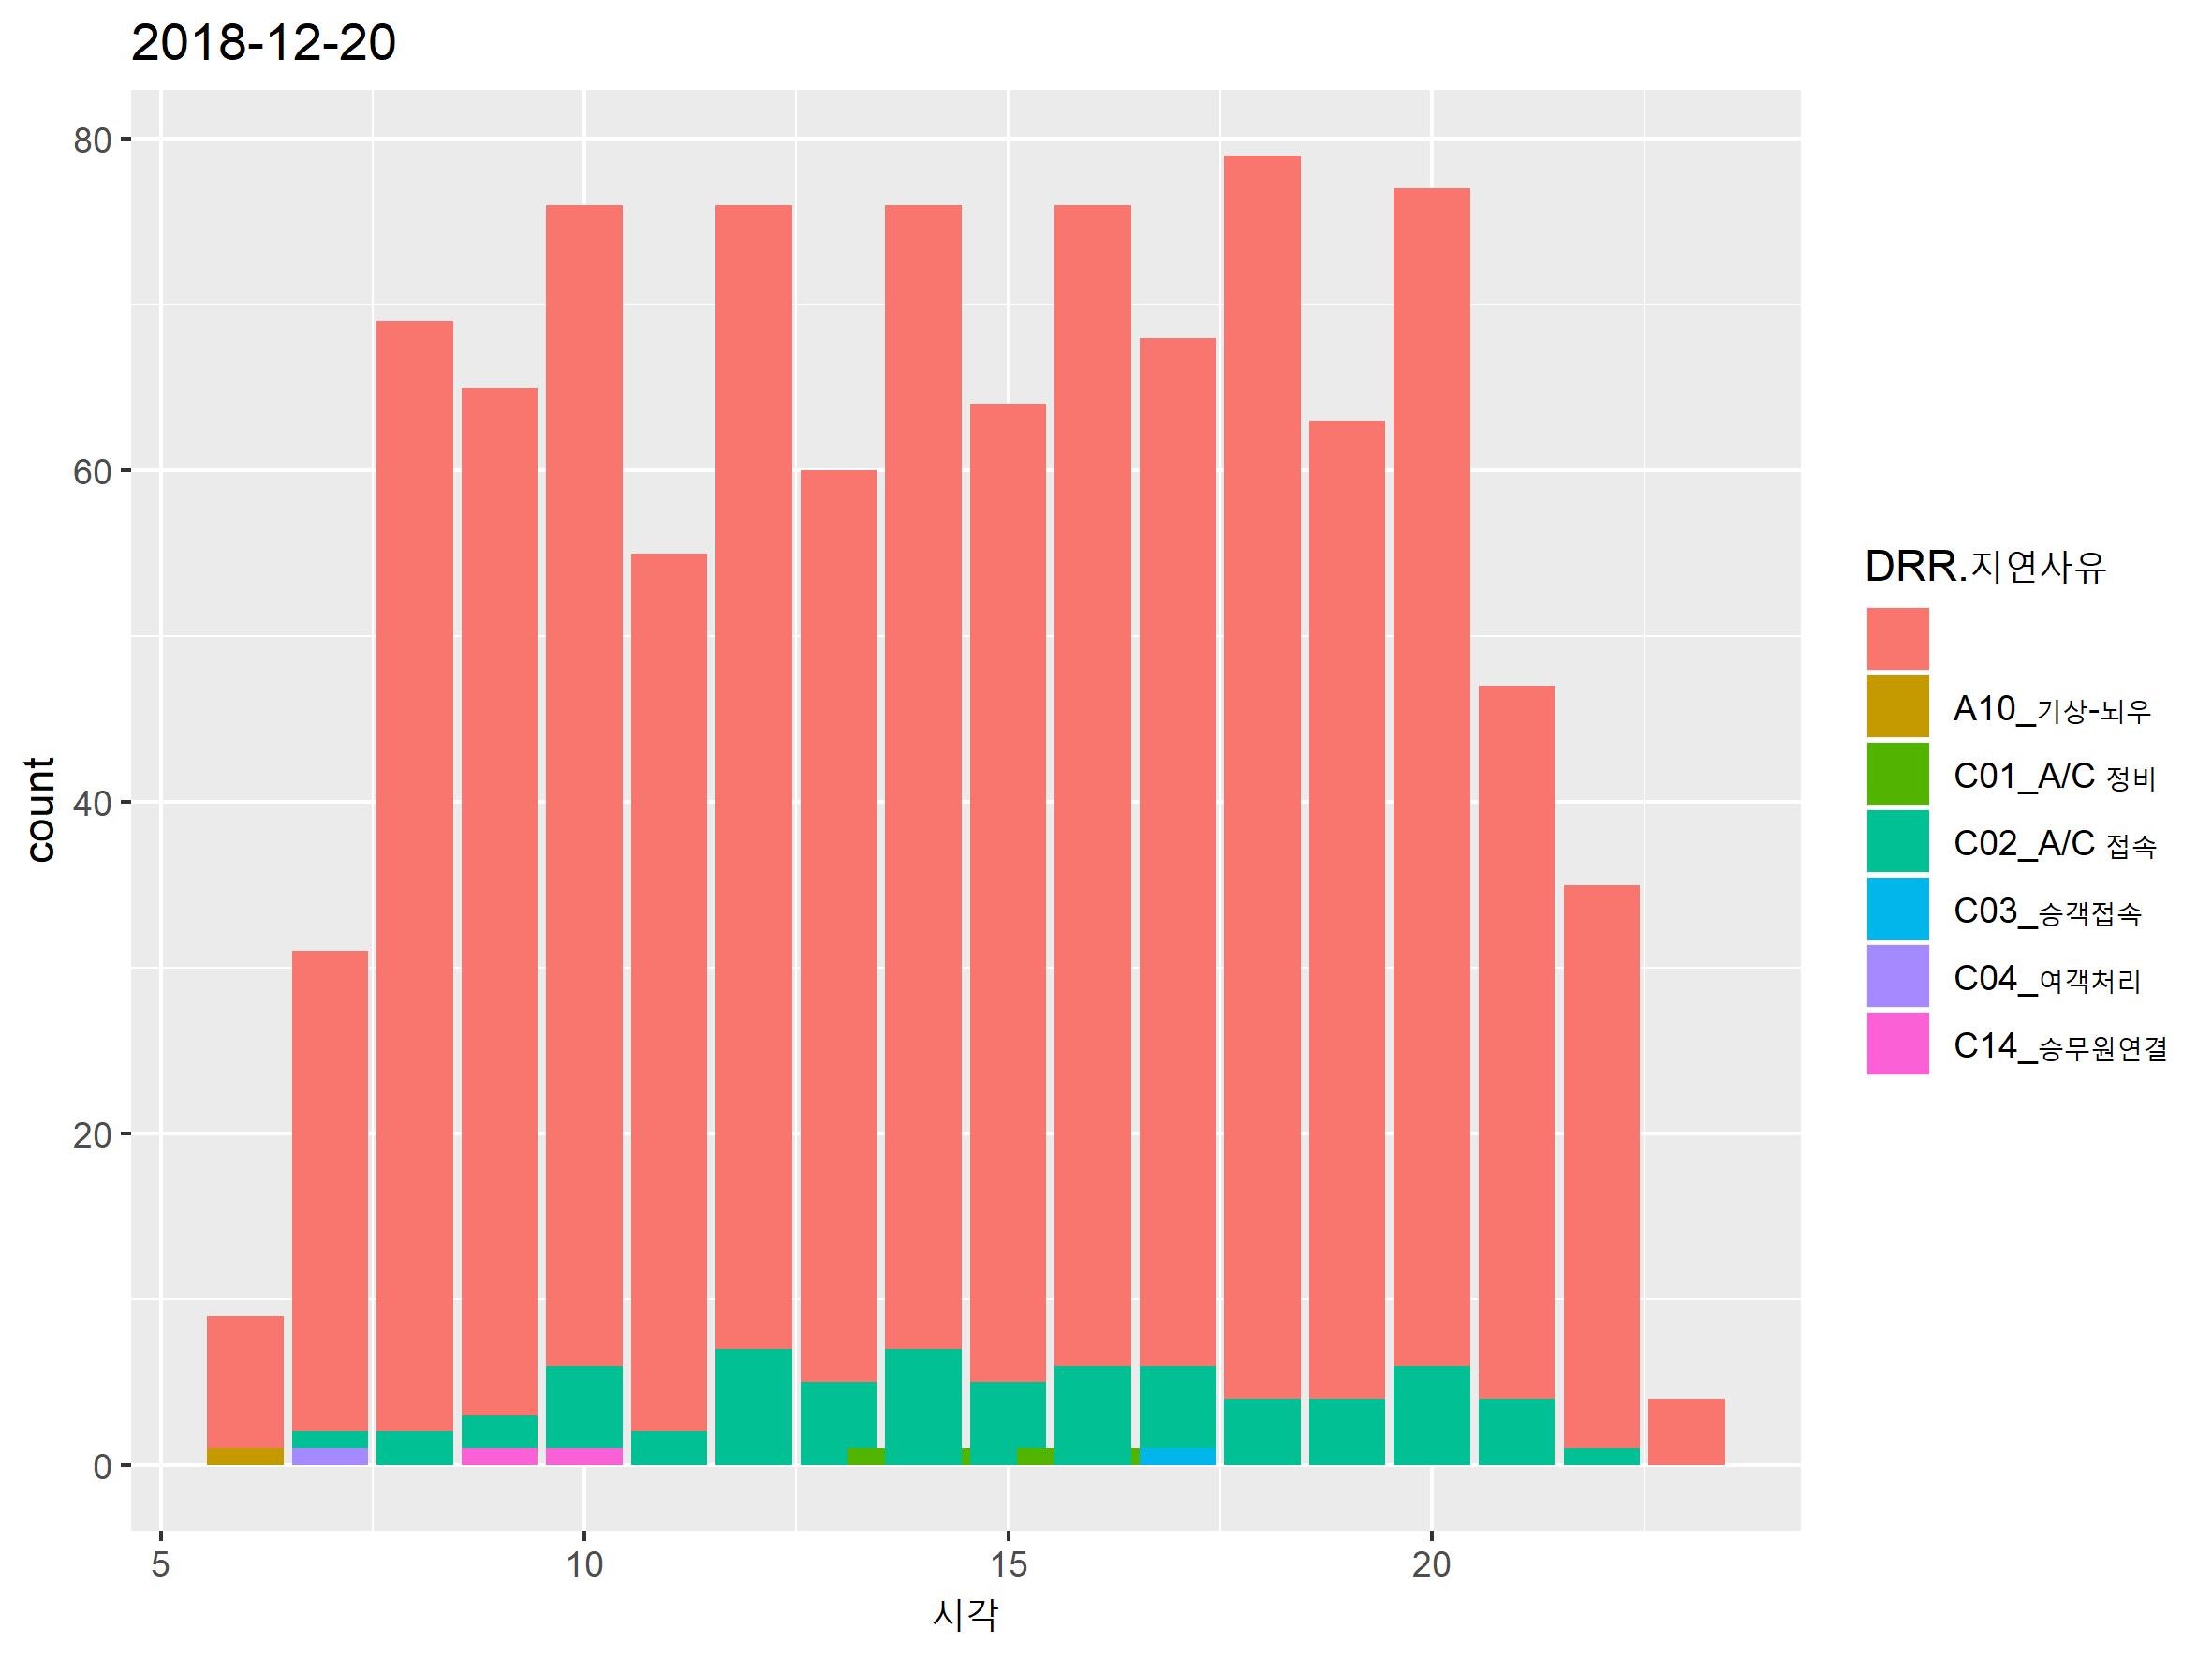 2018-12-20
80
60
40
20
0
count
5 10 15 20
시각
DRR.지연사유
A10_기상-뇌우
C01_A/C 정비
C02_A/C 접속
C03_승객접속
C04_여객처리
C14_승무원연결